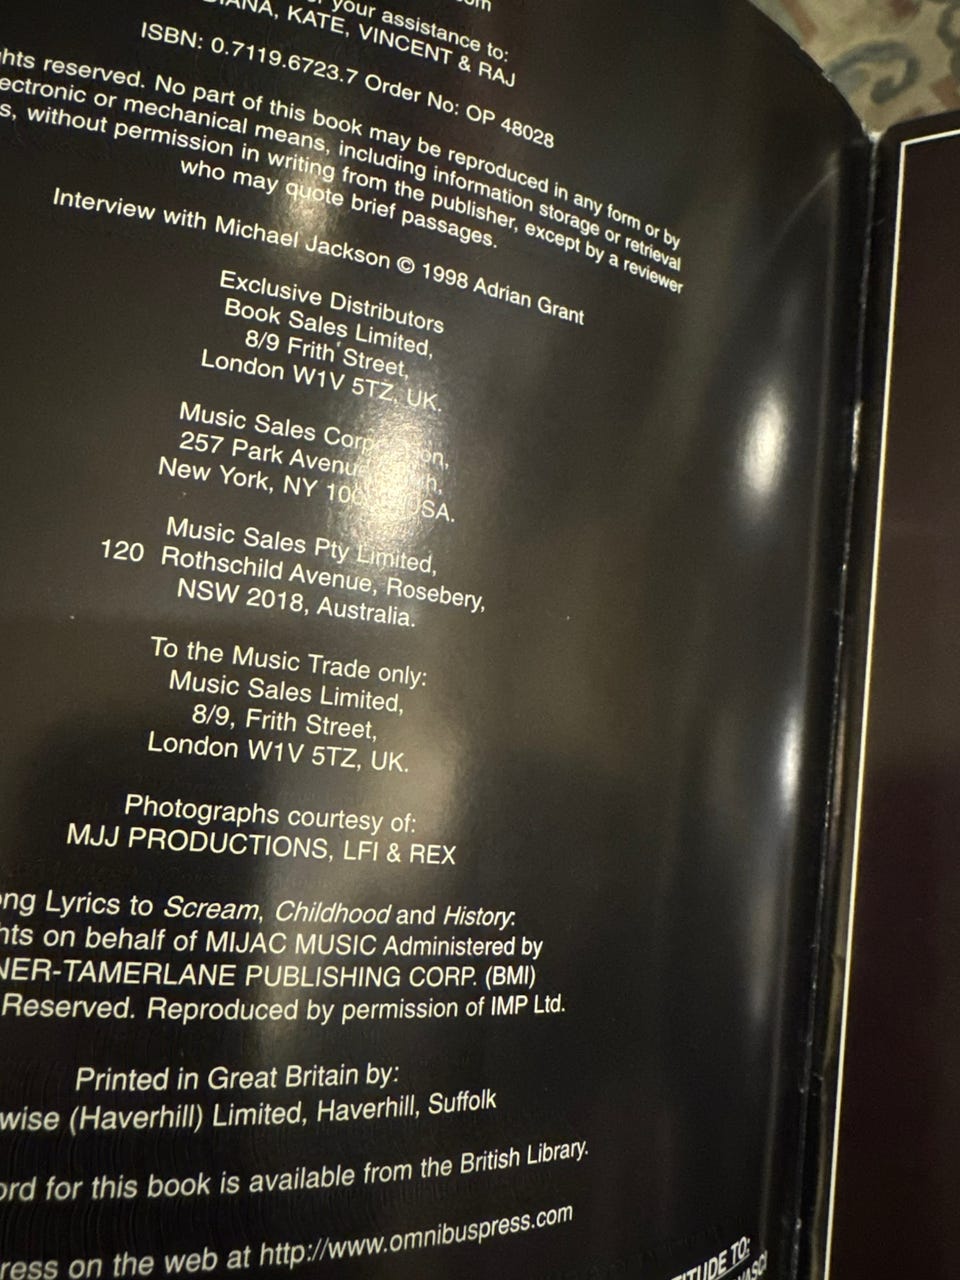 your assistance to:
DIANA, KATE, VINCENT & RAJ
ISBN: 0.7119.6723.7 Order No: OP 48028
hts reserved. No part of this book may be reproduced in any form or by
ectronic or mechanical means, including information storage or retrieval
s, without permission in writing from the publisher, except by a reviewer
who may quote brief passages.
Interview with Michael Jackson © 1998 Adrian Grant
Exclusive Distributors
Book Sales Limited,
8/9 Frith Street,
London W1V 5TZ, UK.
Music Sales
257 Park
New York, NY
Music Sales Pty Limited,
120 Rothschild Avenue, Rosebery,
NSW 2018, Australia.
To the Music Trade only:
Music Sales Limited,
8/9, Frith Street,
London W1V 5TZ, UK.
Photographs courtesy of:
MJJ PRODUCTIONS, LFI & REX
ng Lyrics to Scream, Childhood and History:
hts on behalf of MIJAC MUSIC Administered by
NER-TAMERLANE PUBLISHING CORP. (BMI)
Reserved. Reproduced by permission of IMP Ltd.
Printed in Great Britain by:
wise (Haverhill) Limited, Haverhill, Suffolk
ord for this book is available from the British Library.
ress on the web at http://www.omnibuspress.com
TITUDE TO: